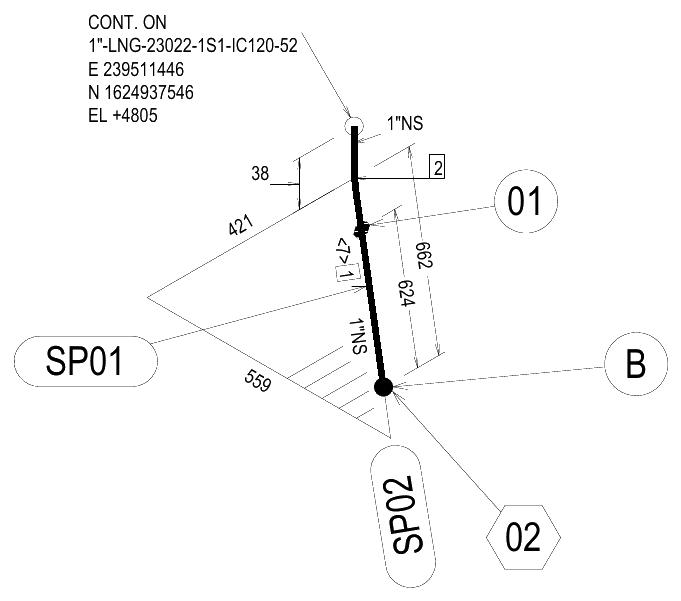 CONT. ON
1"-LNG-23022-1S1-IC120-52
E 239511446
N 1624937546
EL +4805
1"NS
2
38
01
421
662
<7>
1
624
SP01
1"NS
B
559
SP02
02